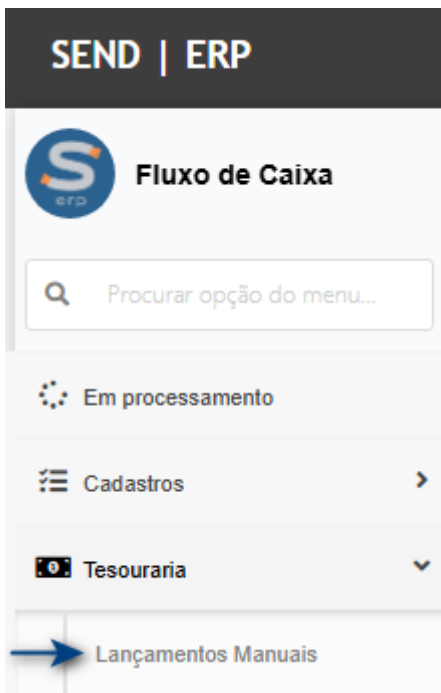 SEND | ERP
S
erp
Fluxo de Caixa
Procurar opção do menu...
Em processamento
Cadastros
Tesouraria
Lançamentos Manuais